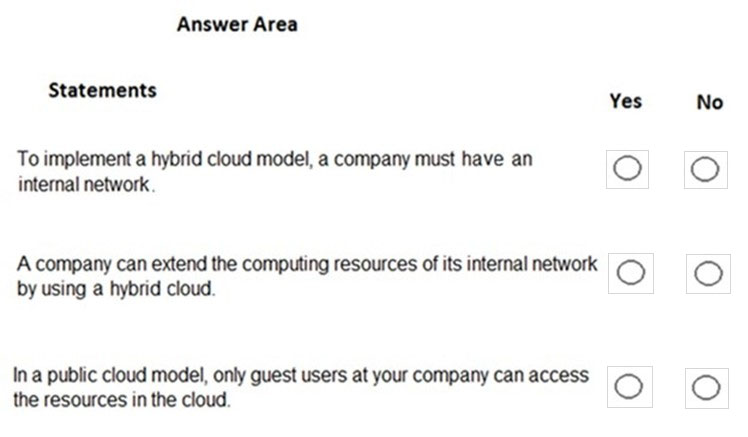 Answer Area
Statements
Yes No
To implement a hybrid cloud model, a company must have an
internal network.
A company can extend the computing resources of its internal network
by using a hybrid cloud.
In a public cloud model, only guest users at your company can access
the resources in the cloud.